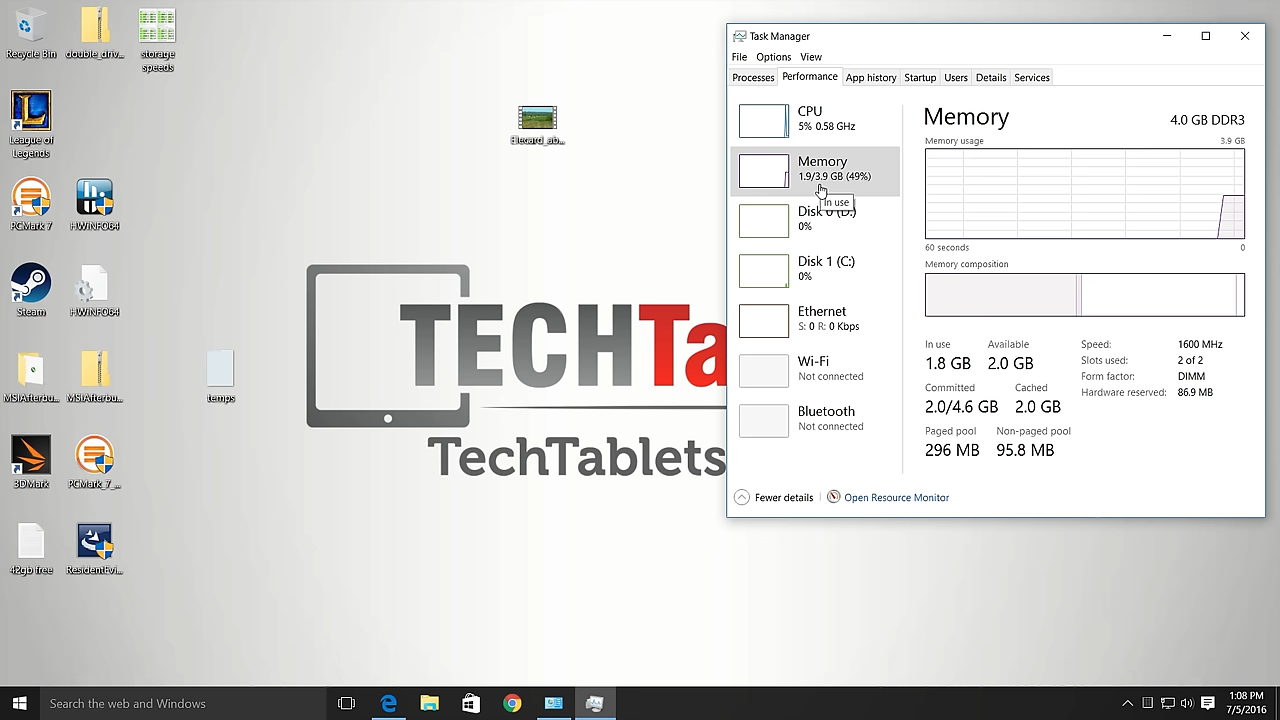 Recycle Bin
double_driv...
storage
speeds
League of
Legends
PCMark 7
HWiNFO64
Steam
HWiNFO64
MSIAfterbu...
MSIAfterbu...
temps
3DMark
PCMark_7_...
42gb free
ResidentEvi...
Elecard_ab...
TECHTa
TechTablets
Task Manager
File Options View
Processes Performance App history Startup Users Details Services
CPU
5% 0.58 GHz
Memory
1.9/3.9 GB (49%)
In use
Disk 0 (D:)
0%
Disk 1 (C:)
0%
Ethernet
S: 0 R: 0 Kbps
Wi-Fi
Not connected
Bluetooth
Not connected
Memory 4.0 GB DDR3
Memory usage 3.9 GB
60 seconds 0
Memory composition
In use Available
1.8 GB 2.0 GB
Committed Cached
2.0/4.6 GB 2.0 GB
Paged pool Non-paged pool
296 MB 95.8 MB
Speed: 1600 MHz
Slots used: 2 of 2
Form factor: DIMM
Hardware reserved: 86.9 MB
Fewer details Open Resource Monitor
Search the web and Windows
1:08 PM
7/5/2016